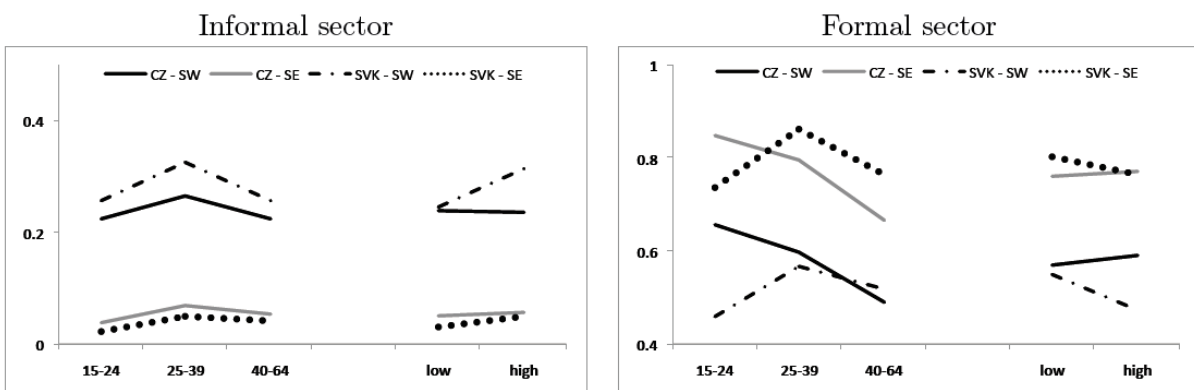 Informal sector
CZ - SW CZ - SE SVK - SW SVK - SE
0.4
0.2
0
15-24 25-39 40-64 low high
Formal sector
CZ - SW CZ - SE SVK - SW SVK - SE
1
0.8
0.6
0.4
15-24 25-39 40-64 low high